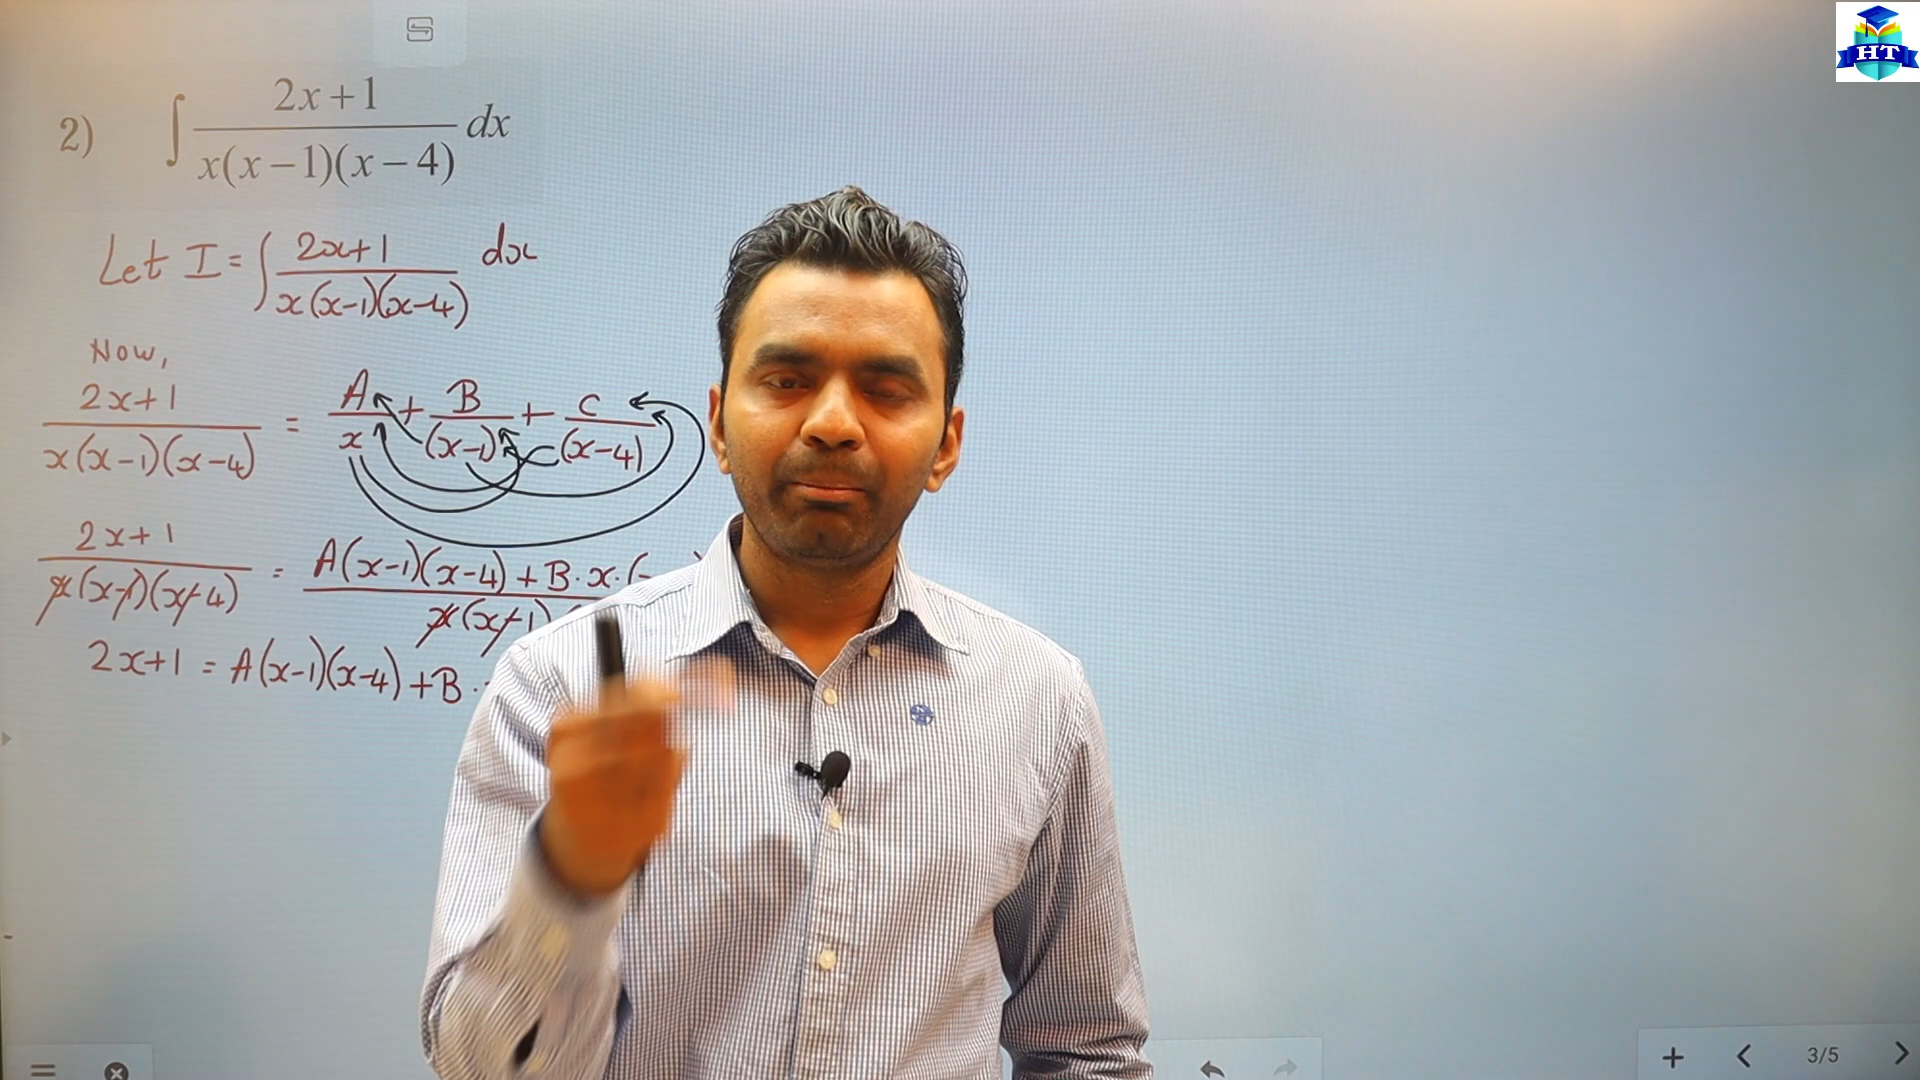 HT
2) ∫ 2x+1 / x(x−1)(x−4) dx
Let I = ∫ 2x+1 / x(x-1)(x-4) dx
Now,
2x+1 / x(x-1)(x-4) = A/x + B/(x-1) + C/(x-4)
2x+1 / x(x-1)(x-4) = A(x-1)(x-4) + B·x·( / x(x-1)
2x+1 = A(x-1)(x-4) + B·
3/5